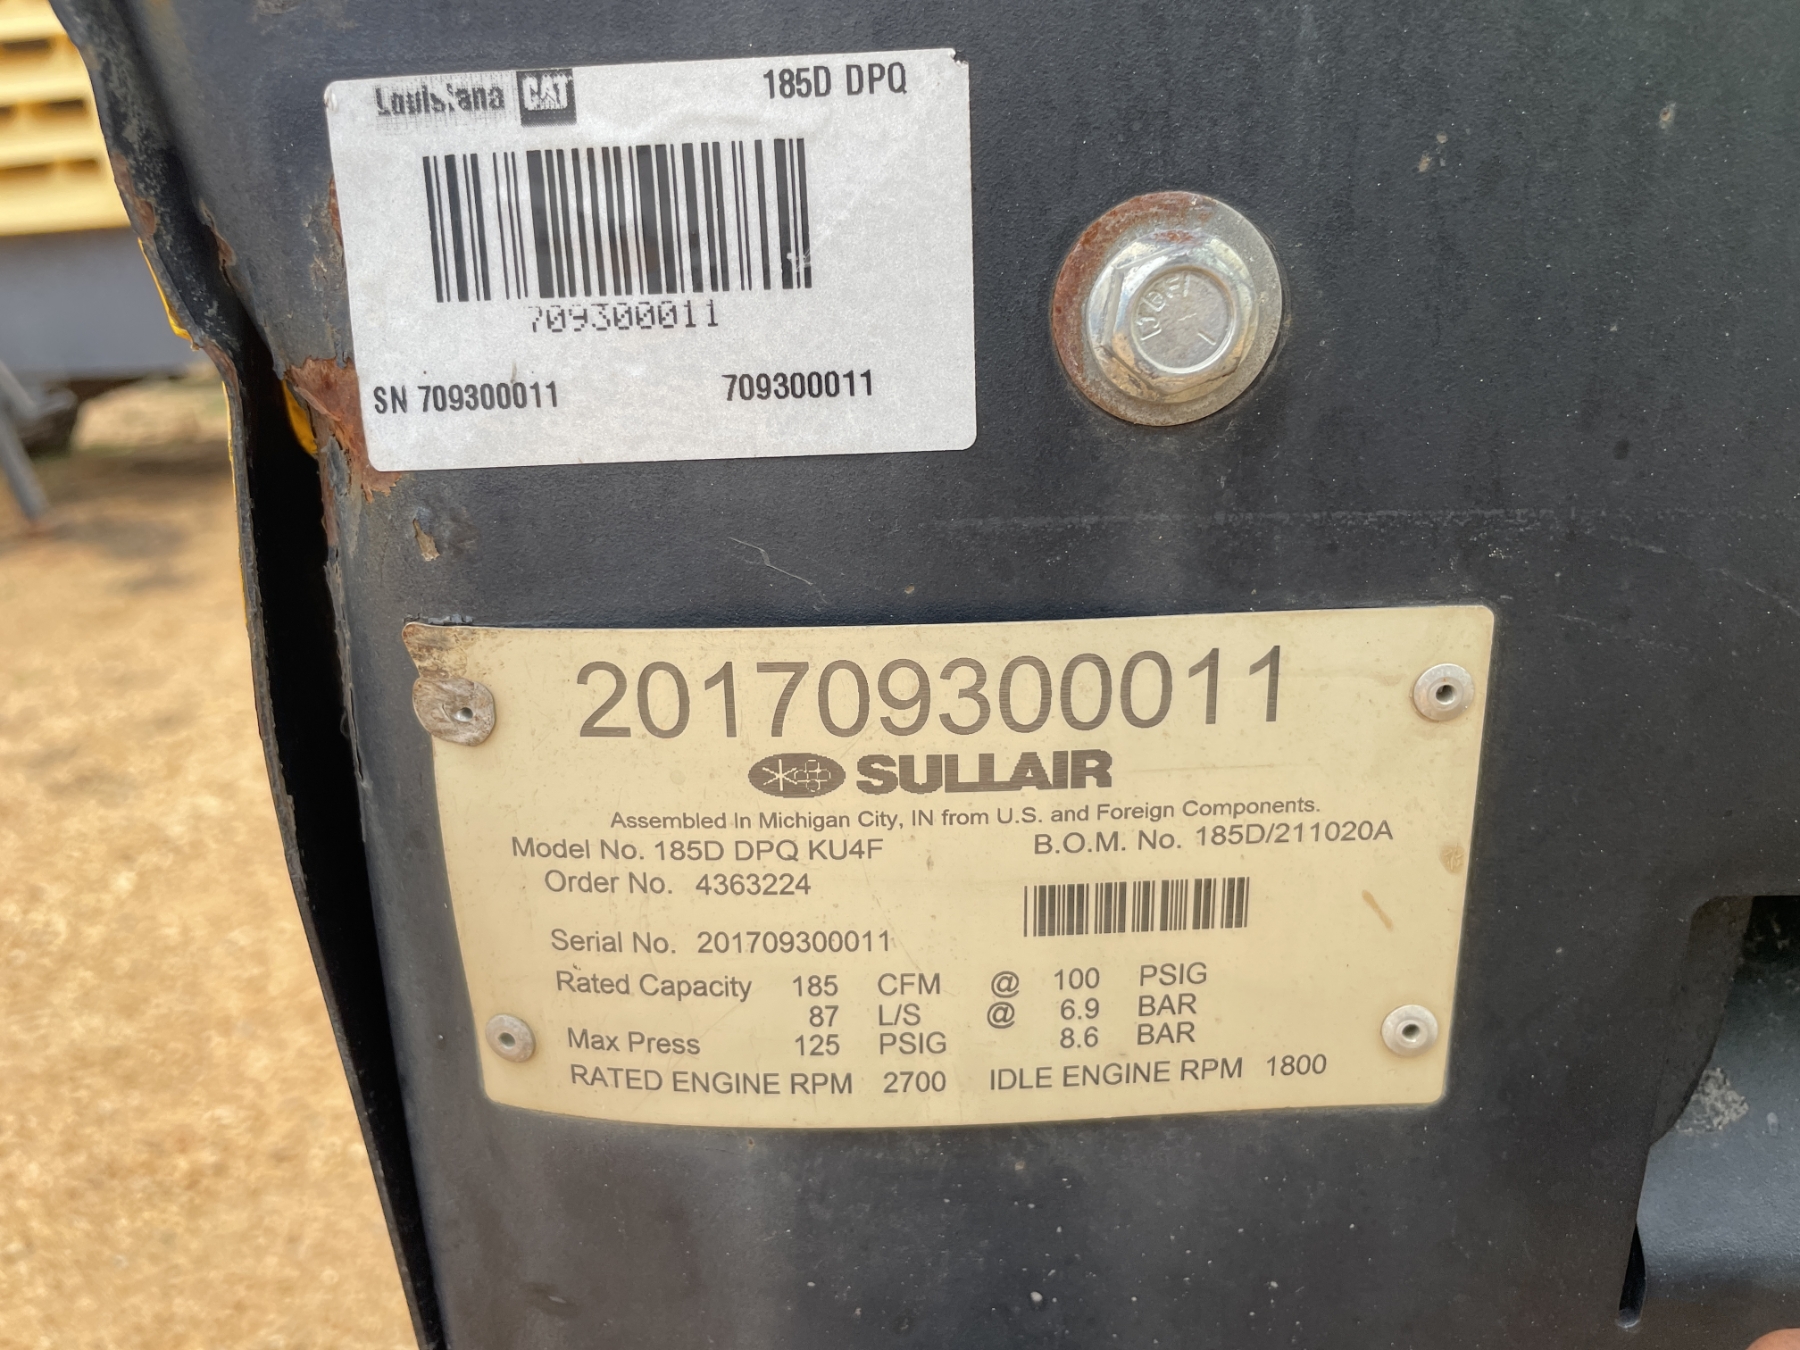 Louisiana CAT 185D DPQ
709300011
SN 709300011 709300011
201709300011
SULLAIR
Assembled In Michigan City, IN from U.S. and Foreign Components.
Model No. 185D DPQ KU4F B.O.M. No. 185D/211020A
Order No. 4363224
Serial No. 201709300011
Rated Capacity 185 CFM @ 100 PSIG
87 L/S @ 6.9 BAR
Max Press 125 PSIG 8.6 BAR
RATED ENGINE RPM 2700 IDLE ENGINE RPM 1800